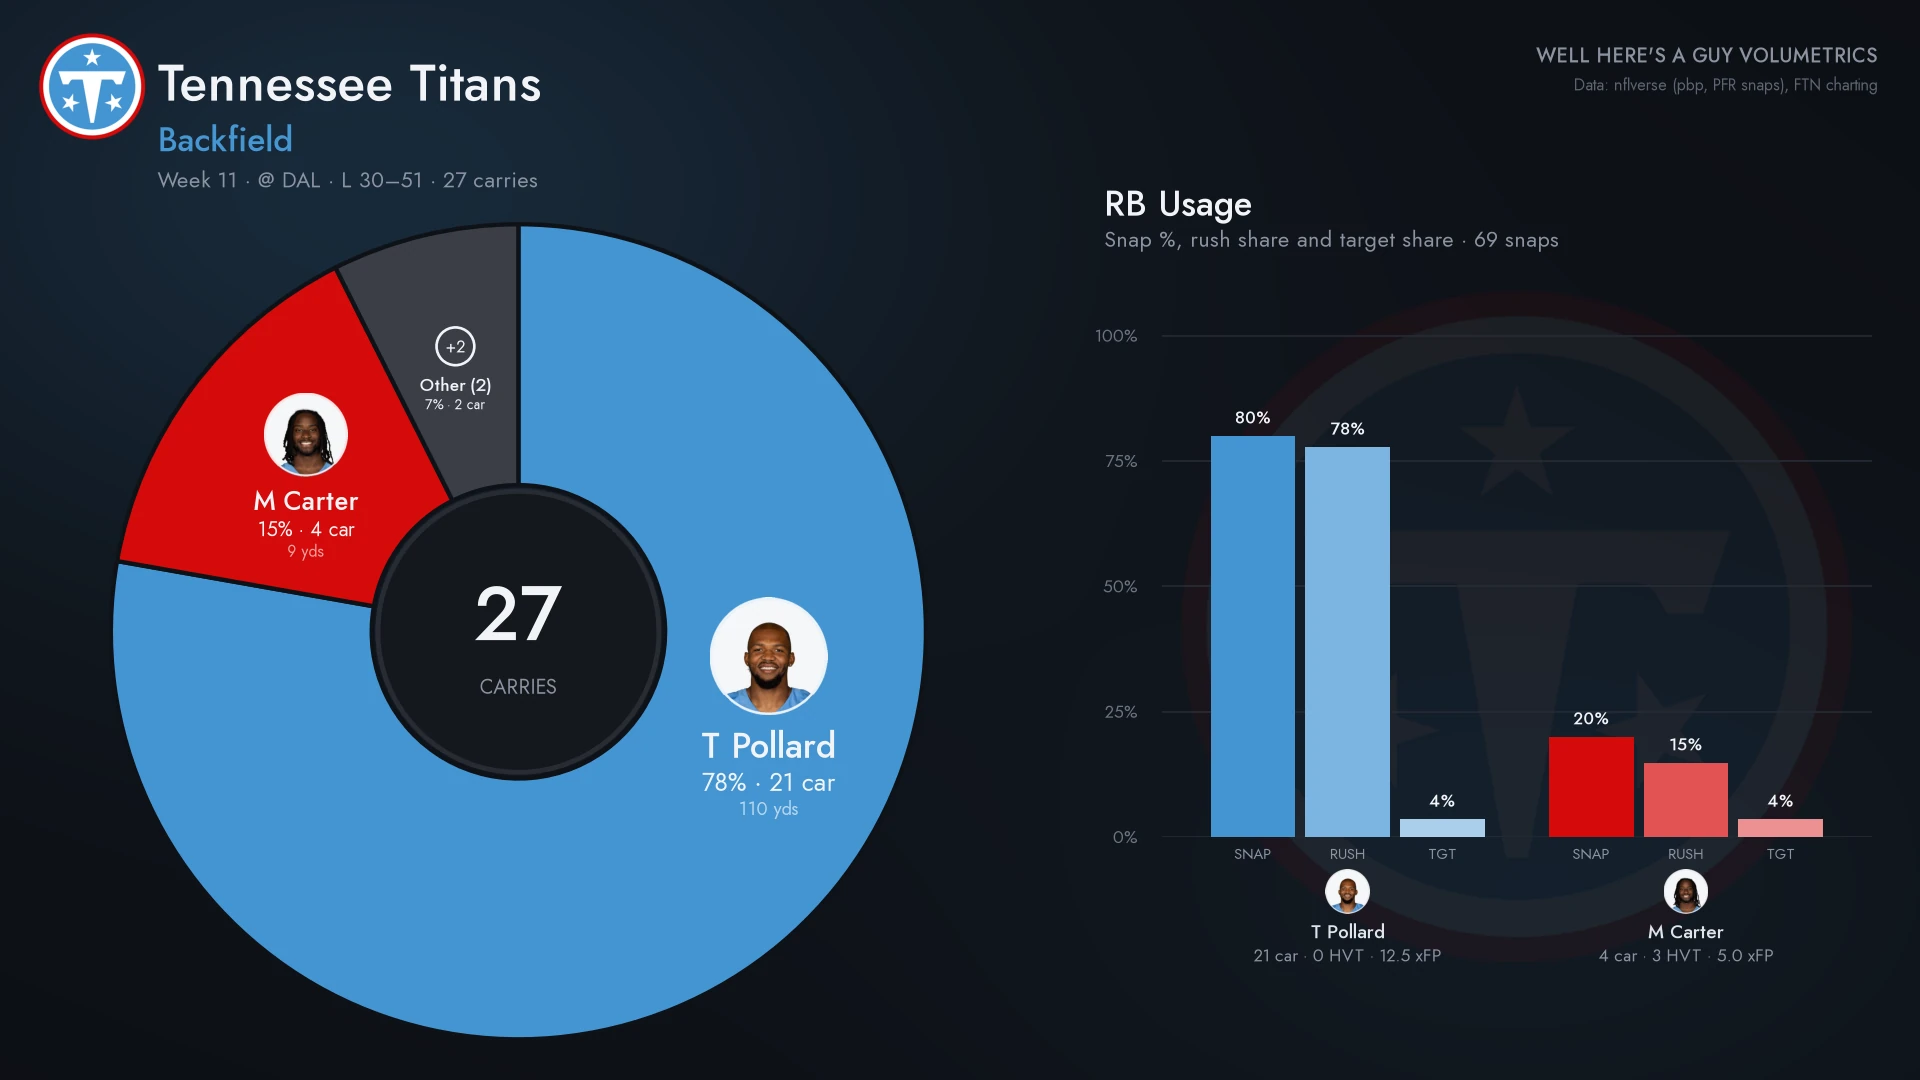 Tennessee Titans
Backfield
Week 11 · @ DAL · L 30–51 · 27 carries
WELL HERE'S A GUY VOLUMETRICS
Data: nflverse (pbp, PFR snaps), FTN charting
+2
Other (2)
7% · 2 car
M Carter
15% · 4 car
9 yds
27
CARRIES
T Pollard
78% · 21 car
110 yds
RB Usage
Snap %, rush share and target share · 69 snaps
100%
75%
50%
25%
0%
80%
78%
4%
20%
15%
4%
SNAP
RUSH
TGT
SNAP
RUSH
TGT
T Pollard
21 car · 0 HVT · 12.5 xFP
M Carter
4 car · 3 HVT · 5.0 xFP